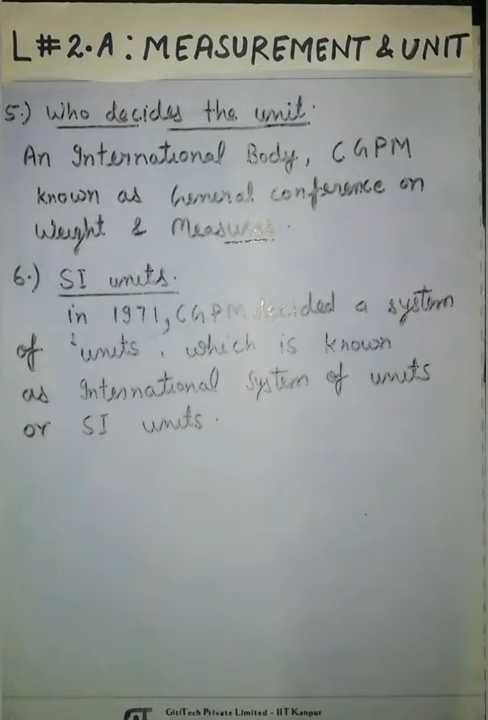 L#2.A: MEASUREMENT & UNIT
5.) Who decides the unit.
An International Body, CGPM
known as General conference on
Weight & Measures.
6.) SI units.
in 1971, CGPM decided a system
of units, which is known
as International System of units
or SI units.
GitiTech Private Limited - IIT Kanpur